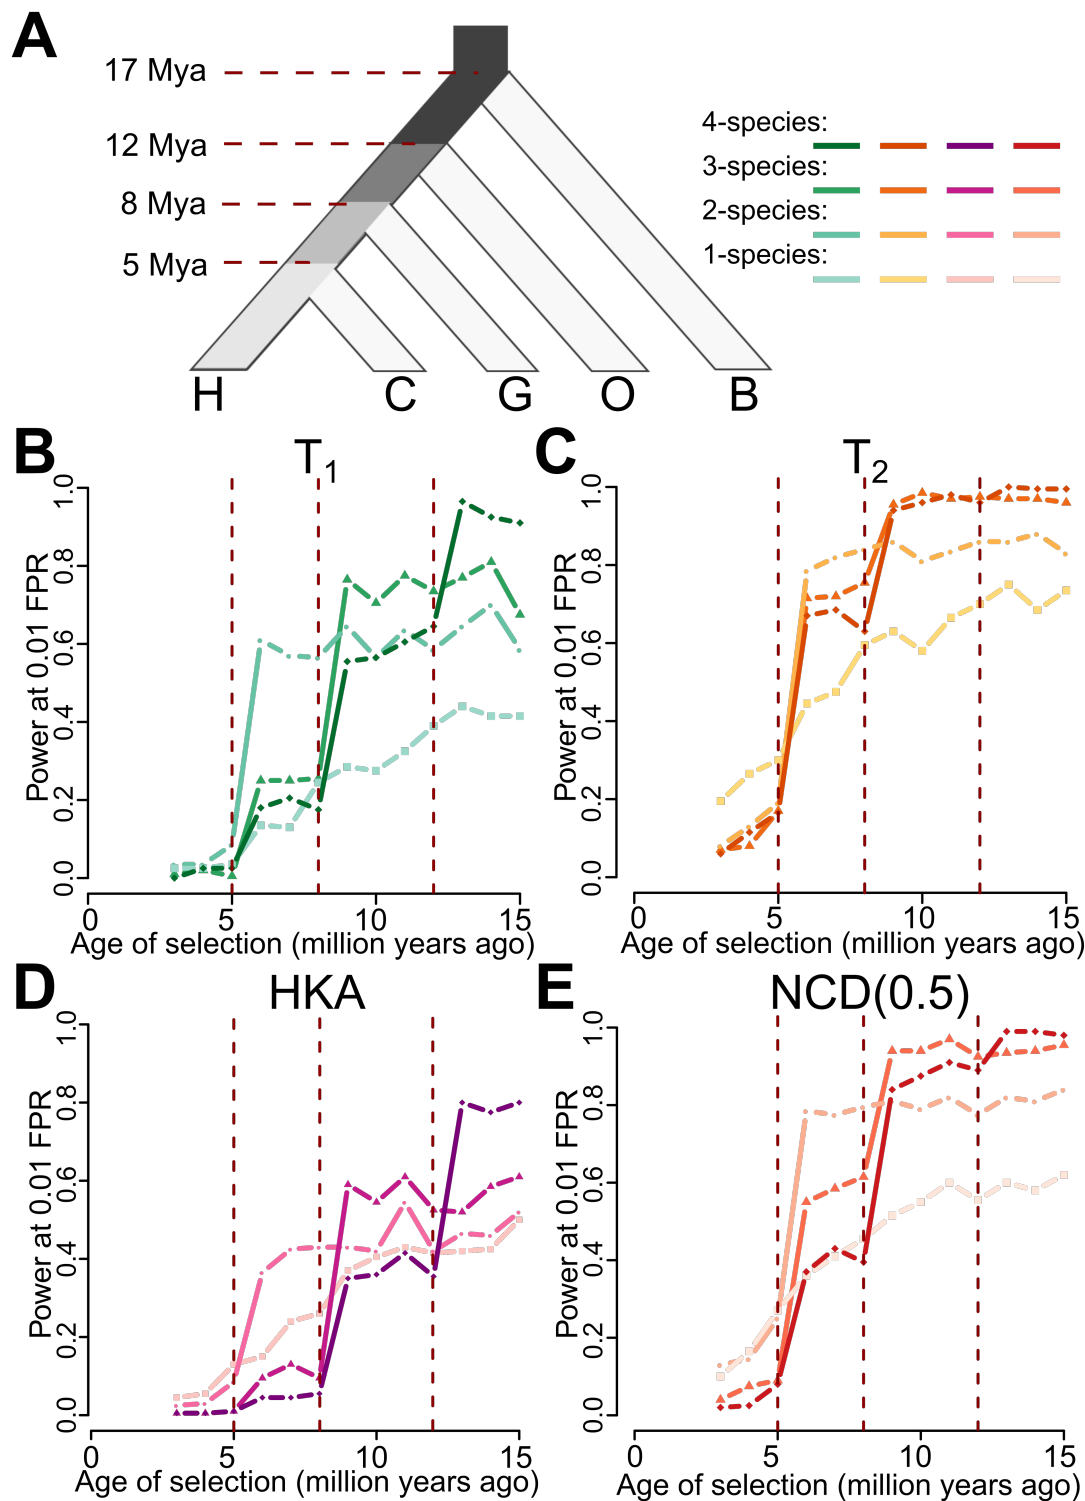 A
17 Mya
12 Mya
8 Mya
5 Mya
4-species:
3-species:
2-species:
1-species:
H C G O B
B
T1
Power at 0.01 FPR
0.0 0.2 0.4 0.6 0.8 1.0
0 5 10 15
Age of selection (million years ago)
C
T2
Power at 0.01 FPR
0.0 0.2 0.4 0.6 0.8 1.0
0 5 10 15
Age of selection (million years ago)
D
HKA
Power at 0.01 FPR
0.0 0.2 0.4 0.6 0.8 1.0
0 5 10 15
Age of selection (million years ago)
E
NCD(0.5)
Power at 0.01 FPR
0.0 0.2 0.4 0.6 0.8 1.0
0 5 10 15
Age of selection (million years ago)